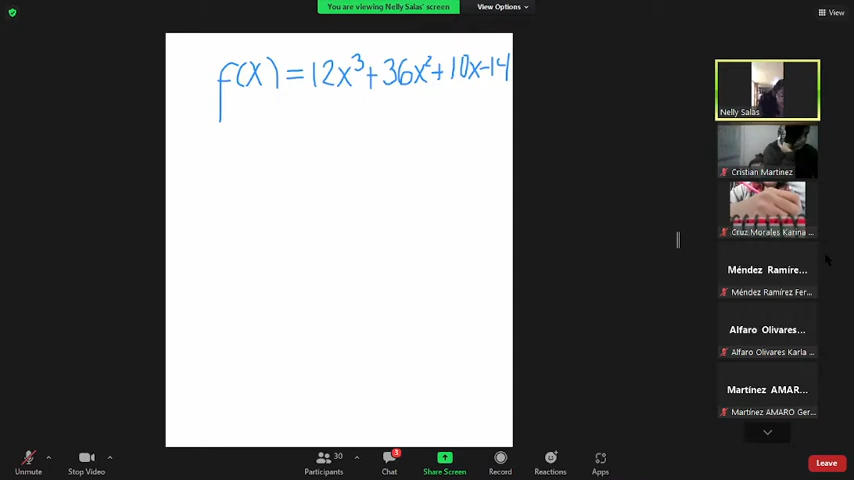 You are viewing Nelly Salas' screen
View Options
View
f(x) = 12x³ + 36x² + 10x - 14
Nelly Salas
Cristian Martinez
Cruz Morales Karina ...
Méndez Ramíre...
Méndez Ramírez Fer...
Alfaro Olivares...
Alfaro Olivares Karla ...
Martínez AMAR...
Martínez AMARO Ger...
Unmute
Stop Video
30
Participants
3
Chat
Share Screen
Record
Reactions
Apps
Leave